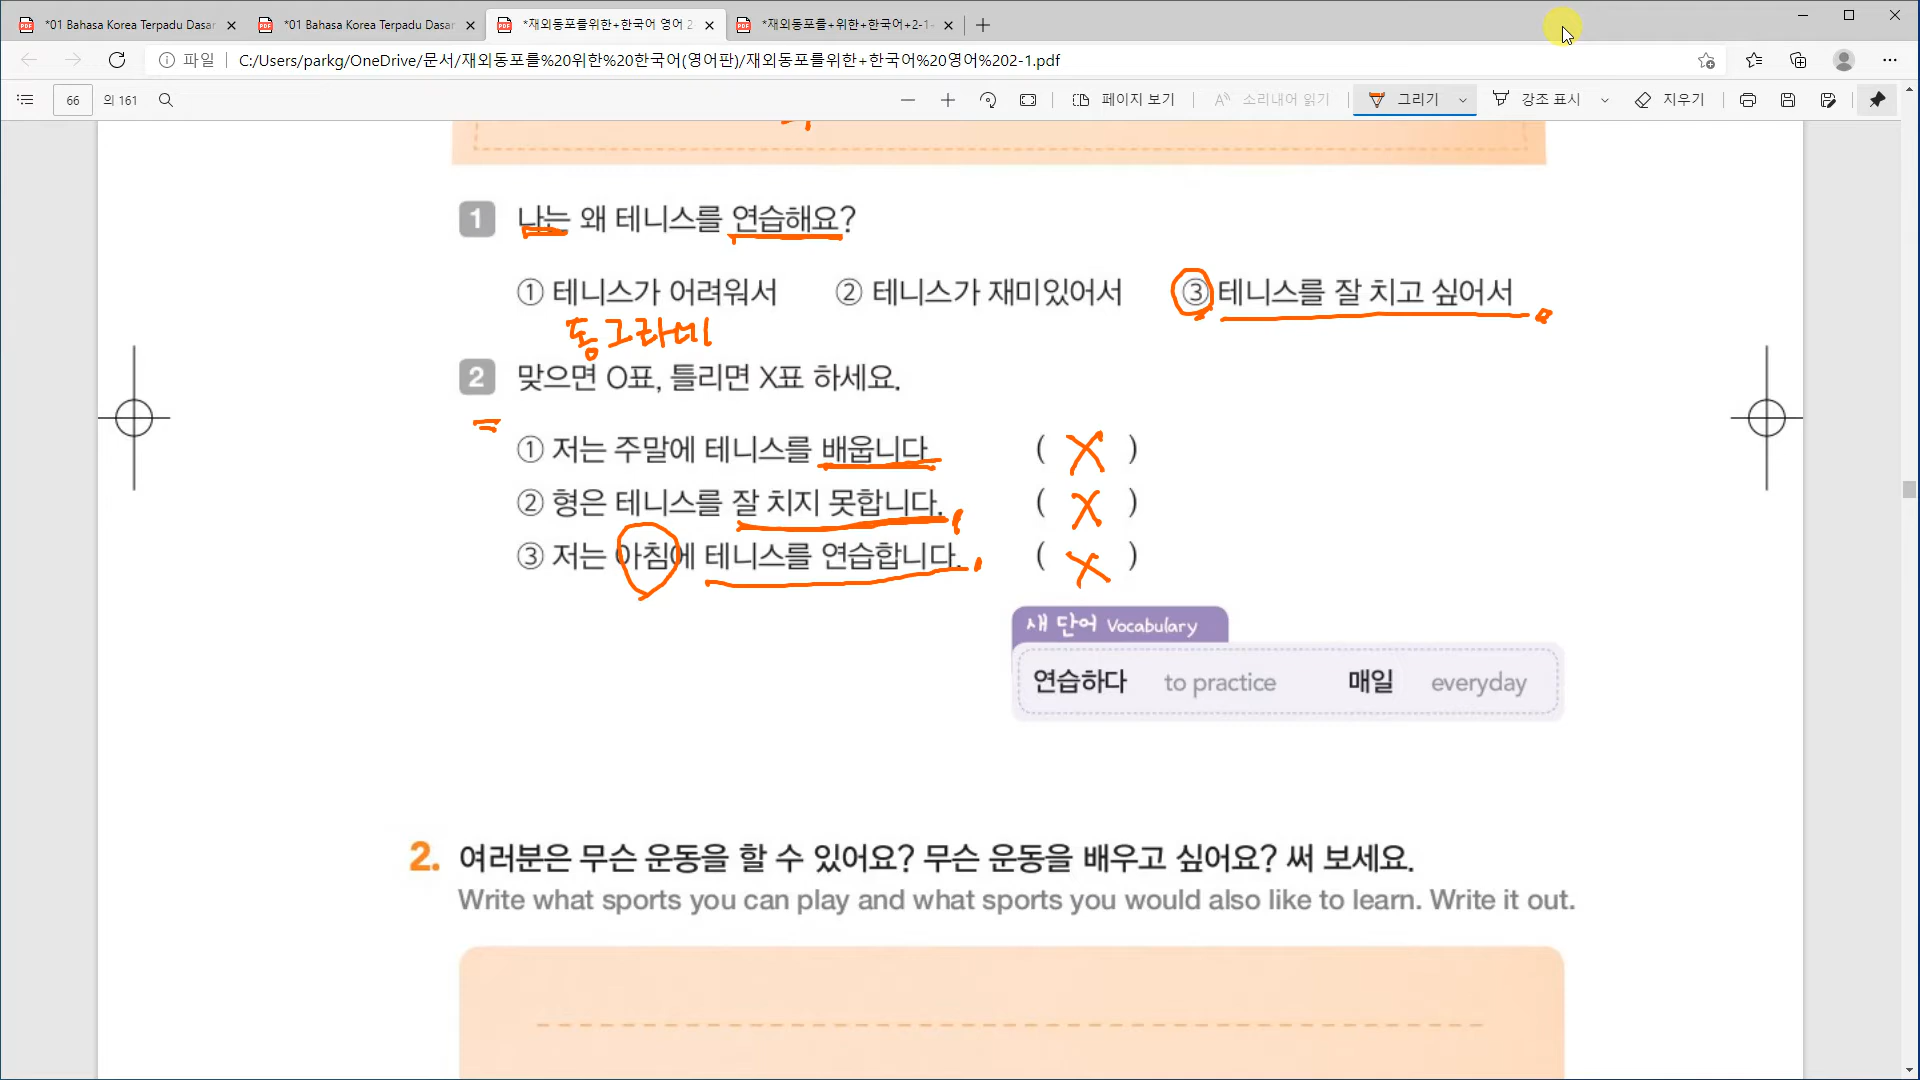 *01 Bahasa Korea Terpadu Dasar
*01 Bahasa Korea Terpadu Dasar
*재외동포를위한+한국어 영어 2
*재외동포를+위한+한국어+2-1-
파일
C:/Users/parkg/OneDrive/문서/재외동포를%20위한%20한국어(영어판)/재외동포를위한+한국어%20영어%202-1.pdf
66 의 161
페이지 보기
소리내어 읽기
그리기
강조 표시
지우기
1 나는 왜 테니스를 연습해요?
① 테니스가 어려워서 ② 테니스가 재미있어서 ③ 테니스를 잘 치고 싶어서
동그라미
2 맞으면 O표, 틀리면 X표 하세요.
① 저는 주말에 테니스를 배웁니다. ( X )
② 형은 테니스를 잘 치지 못합니다. ( X )
③ 저는 아침에 테니스를 연습합니다. ( X )
새 단어 Vocabulary
연습하다 to practice 매일 everyday
2. 여러분은 무슨 운동을 할 수 있어요? 무슨 운동을 배우고 싶어요? 써 보세요.
Write what sports you can play and what sports you would also like to learn. Write it out.